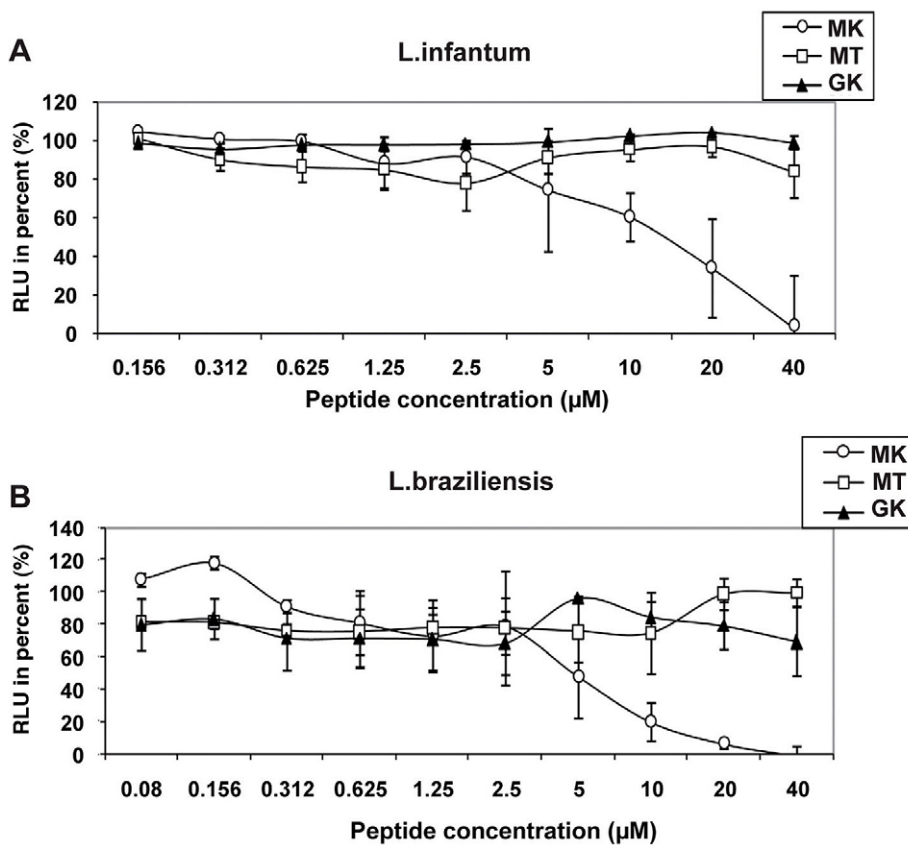 A
L.infantum
MK
MT
GK
RLU in percent (%)
120
100
80
60
40
20
0
0.156 0.312 0.625 1.25 2.5 5 10 20 40
Peptide concentration (µM)
B
L.braziliensis
MK
MT
GK
RLU in percent (%)
140
120
100
80
60
40
20
0
0.08 0.156 0.312 0.625 1.25 2.5 5 10 20 40
Peptide concentration (µM)